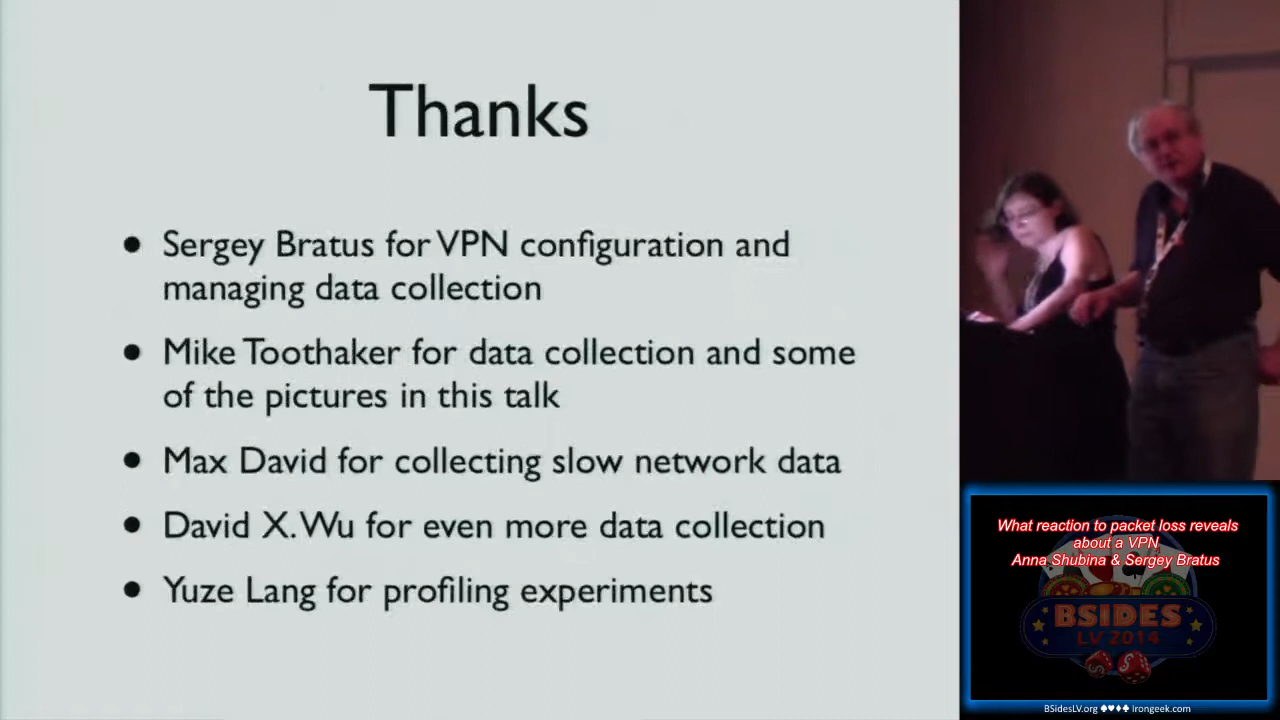 Thanks
• Sergey Bratus for VPN configuration and
managing data collection
• Mike Toothaker for data collection and some
of the pictures in this talk
• Max David for collecting slow network data
• David X. Wu for even more data collection
• Yuze Lang for profiling experiments
What reaction to packet loss reveals
about a VPN
Anna Shubina & Sergey Bratus
BSIDES
LV 2014
BSidesLV.org ♠♥♦♣ Irongeek.com